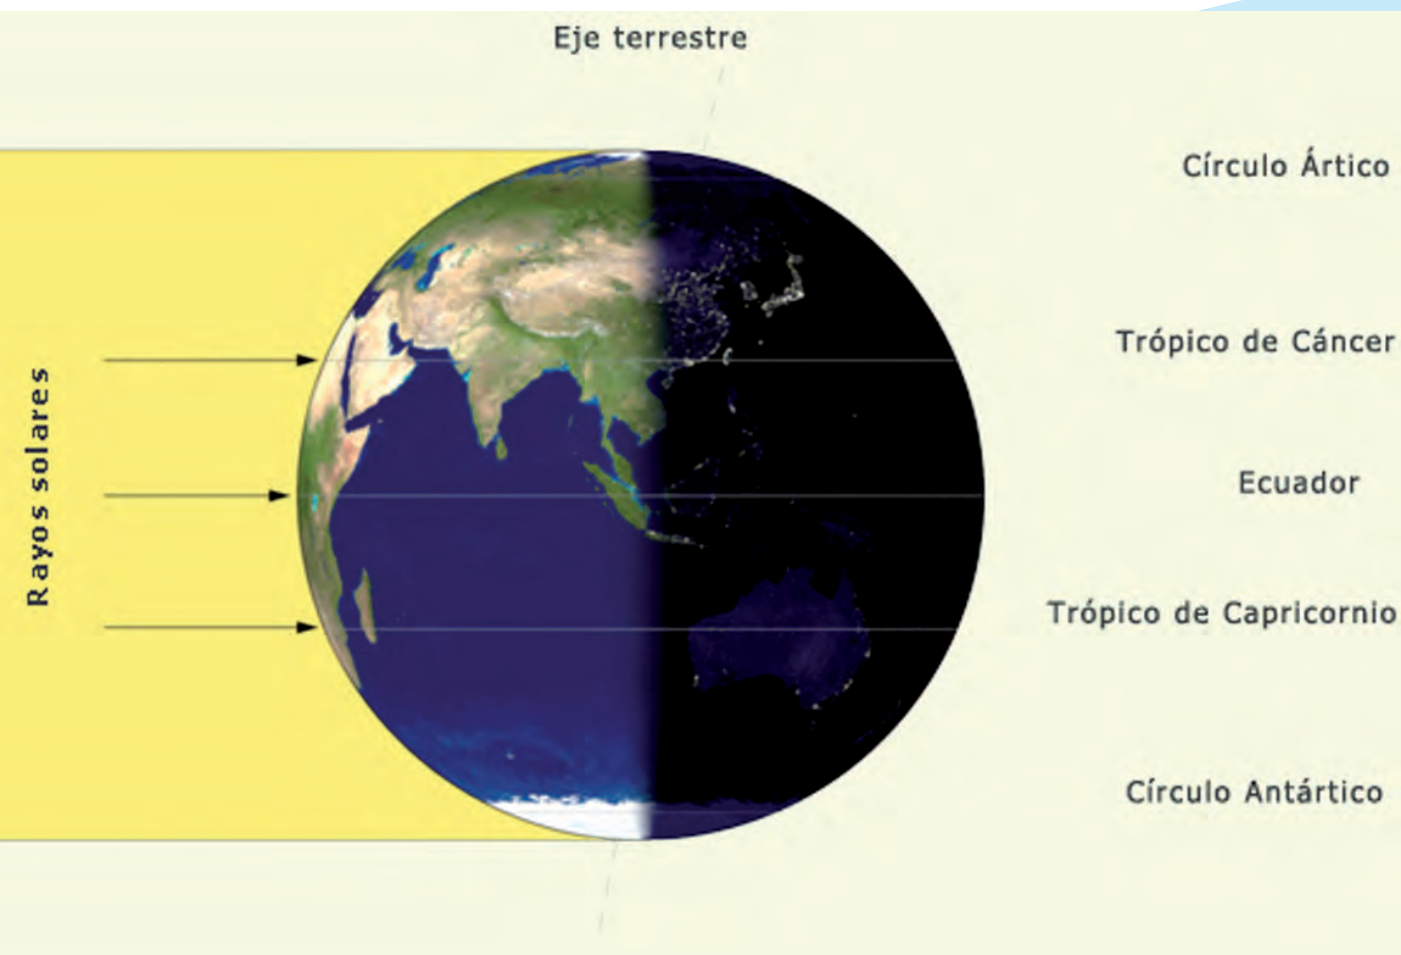 Eje terrestre
Círculo Ártico
Trópico de Cáncer
Rayos solares
Ecuador
Trópico de Capricornio
Círculo Antártico